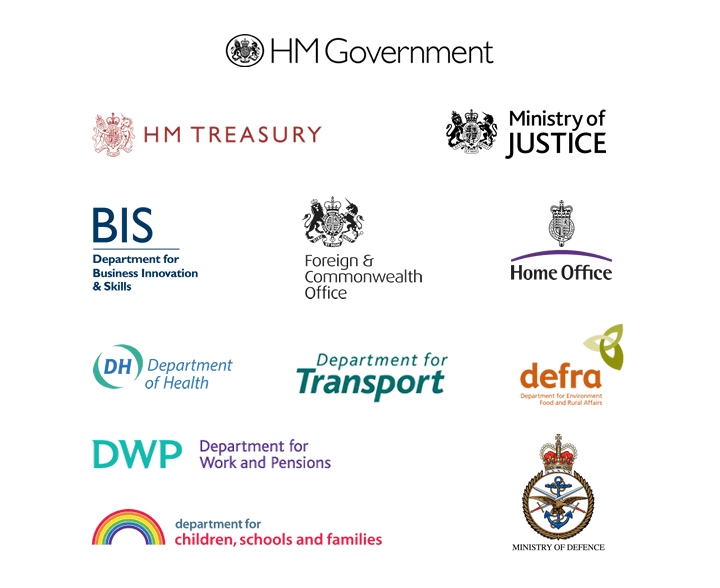 HM Government
HM TREASURY
Ministry of
JUSTICE
BIS
Department for
Business Innovation
& Skills
Foreign &
Commonwealth
Office
Home Office
DH
Department
of Health
Department for
Transport
defra
Department for Environment
Food and Rural Affairs
DWP
Department for
Work and Pensions
MINISTRY OF DEFENCE
department for
children, schools and families